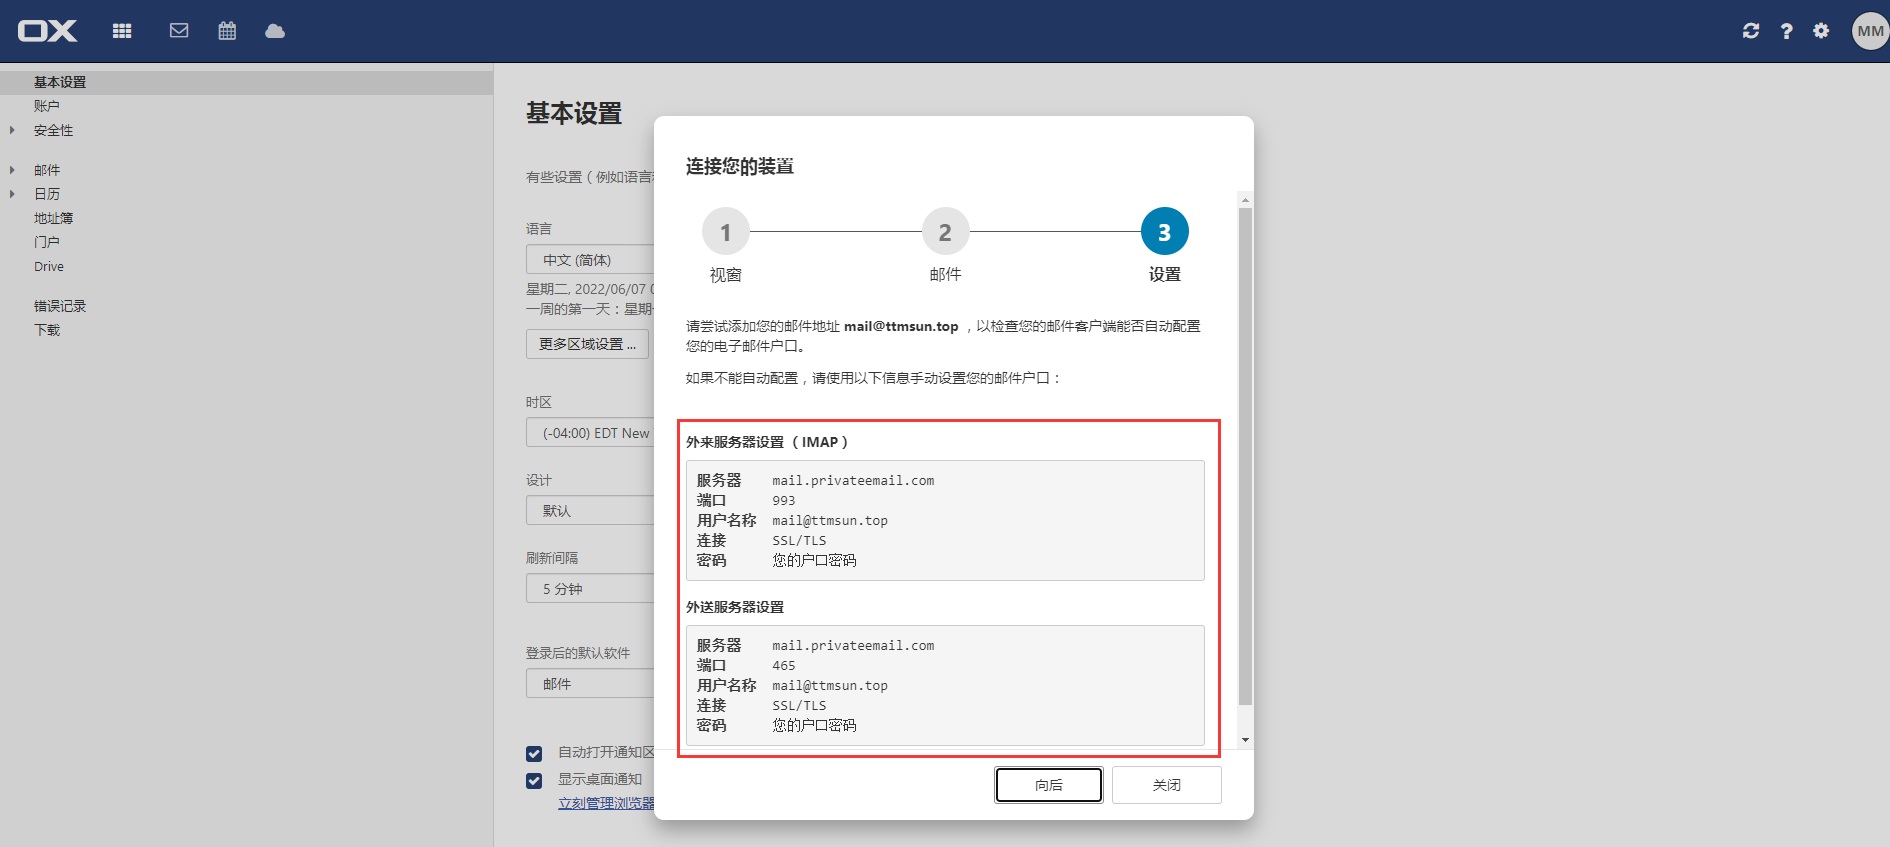 OX
MM
基本设置
账户
安全性
邮件
日历
地址簿
门户
Drive
错误记录
下载
基本设置
有些设置（例如语言
语言
中文 (简体)
星期二, 2022/06/07
一周的第一天：星期
更多区域设置 ...
时区
(-04:00) EDT New
设计
默认
刷新间隔
5 分钟
登录后的默认软件
邮件
自动打开通知区
显示桌面通知
立刻管理浏览器
连接您的装置
1
2
3
视窗
邮件
设置
请尝试添加您的邮件地址 mail@ttmsun.top ，以检查您的邮件客户端能否自动配置
您的电子邮件户口。
如果不能自动配置，请使用以下信息手动设置您的邮件户口：
外来服务器设置（IMAP）
服务器 mail.privateemail.com
端口 993
用户名称 mail@ttmsun.top
连接 SSL/TLS
密码 您的户口密码
外送服务器设置
服务器 mail.privateemail.com
端口 465
用户名称 mail@ttmsun.top
连接 SSL/TLS
密码 您的户口密码
向后
关闭